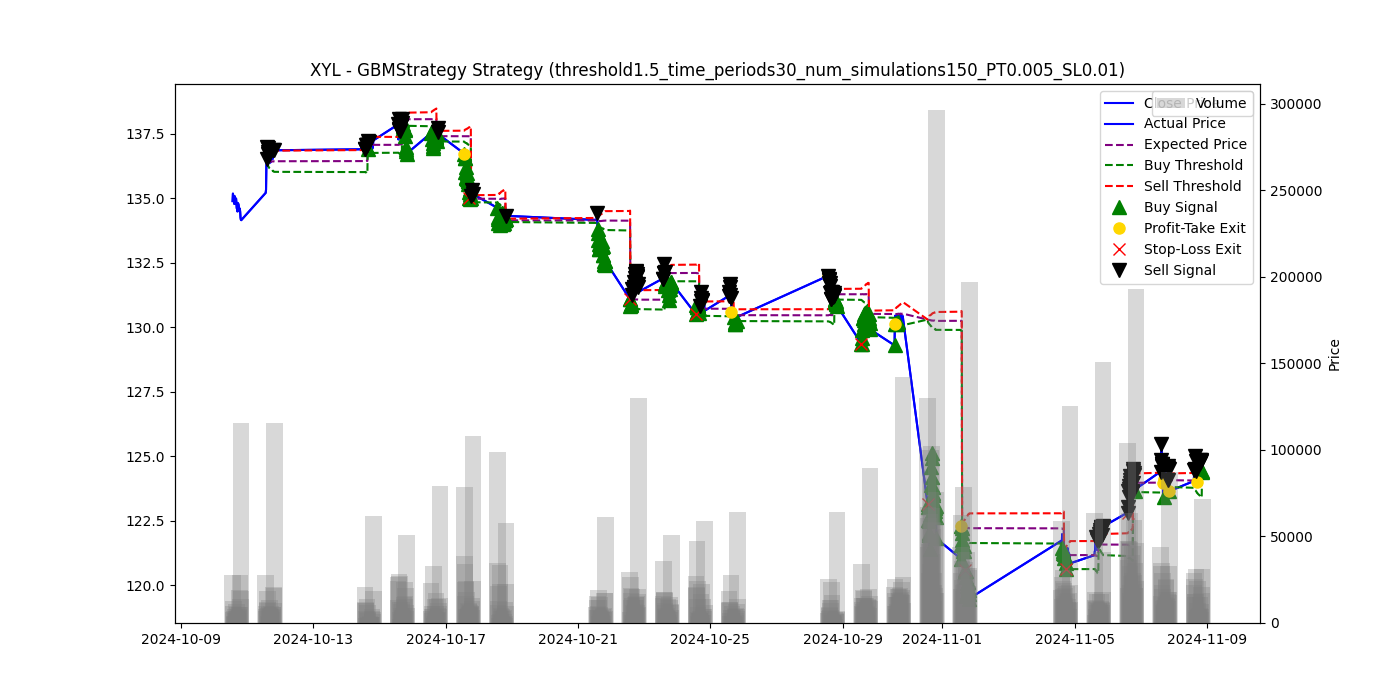 XYL - GBMStrategy Strategy (threshold1.5_time_periods30_num_simulations150_PT0.005_SL0.01)
137.5
135.0
132.5
130.0
127.5
125.0
122.5
120.0
2024-10-09
2024-10-13
2024-10-17
2024-10-21
2024-10-25
2024-10-29
2024-11-01
2024-11-05
2024-11-09
300000
250000
200000
150000
100000
50000
0
Price
Volume
Actual Price
Expected Price
Buy Threshold
Sell Threshold
Buy Signal
Profit-Take Exit
Stop-Loss Exit
Sell Signal